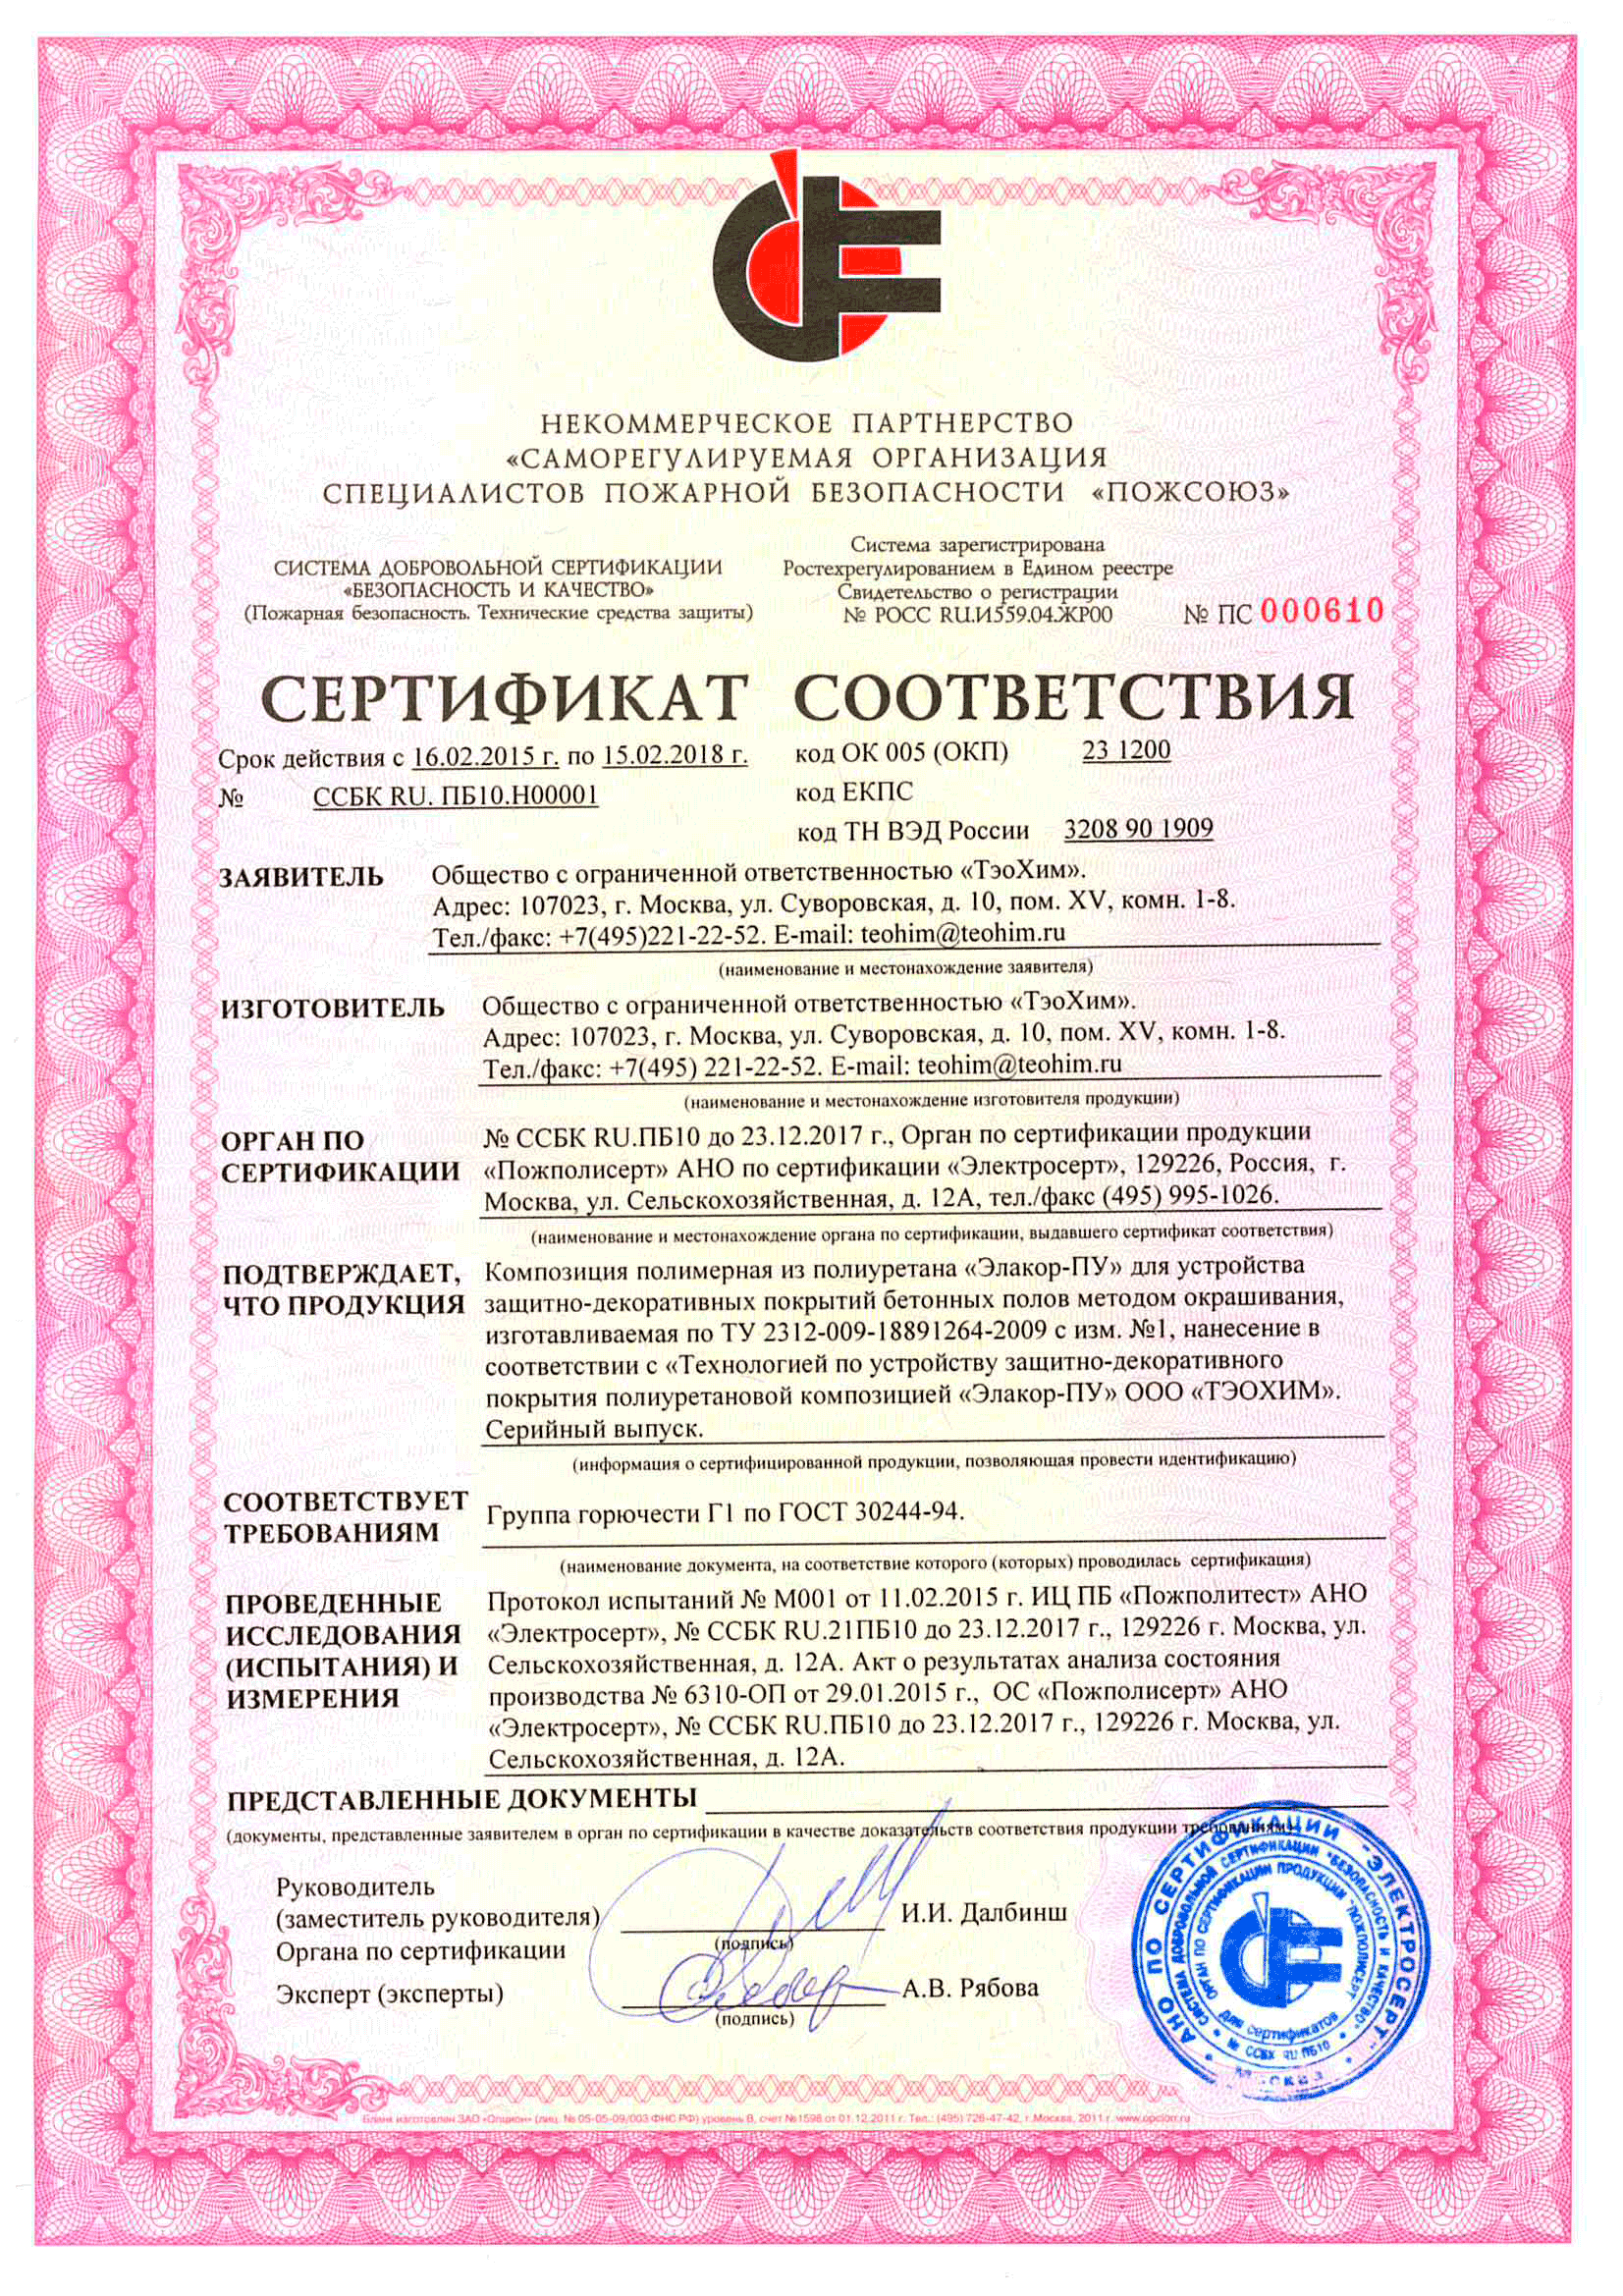 НЕКОММЕРЧЕСКОЕ ПАРТНЕРСТВО
«САМОРЕГУЛИРУЕМАЯ ОРГАНИЗАЦИЯ
СПЕЦИАЛИСТОВ ПОЖАРНОЙ БЕЗОПАСНОСТИ «ПОЖСОЮЗ»
СИСТЕМА ДОБРОВОЛЬНОЙ СЕРТИФИКАЦИИ
«БЕЗОПАСНОСТЬ И КАЧЕСТВО»
(Пожарная безопасность. Технические средства защиты)
Система зарегистрирована
Ростехрегулированием в Едином реестре
Свидетельство о регистрации
№ РОСС RU.И559.04.ЖР00
№ ПС 000610
СЕРТИФИКАТ СООТВЕТСТВИЯ
Срок действия с 16.02.2015 г. по 15.02.2018 г.
№ ССБК RU. ПБ10.Н00001
код ОК 005 (ОКП) 23 1200
код ЕКПС
код ТН ВЭД России 3208 90 1909
ЗАЯВИТЕЛЬ
Общество с ограниченной ответственностью «ТэоХим».
Адрес: 107023, г. Москва, ул. Суворовская, д. 10, пом. XV, комн. 1-8.
Тел./факс: +7(495)221-22-52. E-mail: teohim@teohim.ru
(наименование и местонахождение заявителя)
ИЗГОТОВИТЕЛЬ
Общество с ограниченной ответственностью «ТэоХим».
Адрес: 107023, г. Москва, ул. Суворовская, д. 10, пом. XV, комн. 1-8.
Тел./факс: +7(495) 221-22-52. E-mail: teohim@teohim.ru
(наименование и местонахождение изготовителя продукции)
ОРГАН ПО
СЕРТИФИКАЦИИ
№ ССБК RU.ПБ10 до 23.12.2017 г., Орган по сертификации продукции
«Пожполисерт» АНО по сертификации «Электросерт», 129226, Россия, г.
Москва, ул. Сельскохозяйственная, д. 12А, тел./факс (495) 995-1026.
(наименование и местонахождение органа по сертификации, выдавшего сертификат соответствия)
ПОДТВЕРЖДАЕТ,
ЧТО ПРОДУКЦИЯ
Композиция полимерная из полиуретана «Элакор-ПУ» для устройства
защитно-декоративных покрытий бетонных полов методом окрашивания,
изготавливаемая по ТУ 2312-009-18891264-2009 с изм. №1, нанесение в
соответствии с «Технологией по устройству защитно-декоративного
покрытия полиуретановой композицией «Элакор-ПУ» ООО «ТЭОХИМ».
Серийный выпуск.
(информация о сертифицированной продукции, позволяющая провести идентификацию)
СООТВЕТСТВУЕТ
ТРЕБОВАНИЯМ
Группа горючести Г1 по ГОСТ 30244-94.
(наименование документа, на соответствие которого (которых) проводилась сертификация)
ПРОВЕДЕННЫЕ
ИССЛЕДОВАНИЯ
(ИСПЫТАНИЯ) И
ИЗМЕРЕНИЯ
Протокол испытаний № М001 от 11.02.2015 г. ИЦ ПБ «Пожполитест» АНО
«Электросерт», № ССБК RU.21ПБ10 до 23.12.2017 г., 129226 г. Москва, ул.
Сельскохозяйственная, д. 12А. Акт о результатах анализа состояния
производства № 6310-ОП от 29.01.2015 г., ОС «Пожполисерт» АНО
«Электросерт», № ССБК RU.ПБ10 до 23.12.2017 г., 129226 г. Москва, ул.
Сельскохозяйственная, д. 12А.
ПРЕДСТАВЛЕННЫЕ ДОКУМЕНТЫ
(документы, представленные заявителем в орган по сертификации в качестве доказательств соответствия продукции требованиям)
Руководитель
(заместитель руководителя)
Органа по сертификации
(подпись)
И.И. Далбинш
Эксперт (эксперты)
(подпись)
А.В. Рябова
АНО ПО СЕРТИФИКАЦИИ "ЭЛЕКТРОСЕРТ"
СИСТЕМА ДОБРОВОЛЬНОЙ СЕРТИФИКАЦИИ "БЕЗОПАСНОСТЬ И КАЧЕСТВО"
ОРГАН ПО СЕРТИФИКАЦИИ ПРОДУКЦИИ "ПОЖПОЛИСЕРТ"
для сертификатов
№ ССБК RU ПБ10
Бланк изготовлен ЗАО «Опцион» (лиц. № 05-05-09/003 ФНС РФ) уровень В, счет №1598 от 01.12.2011 г. Тел.: (495) 726-47-42, г. Москва, 2011 г. www.opcion.ru